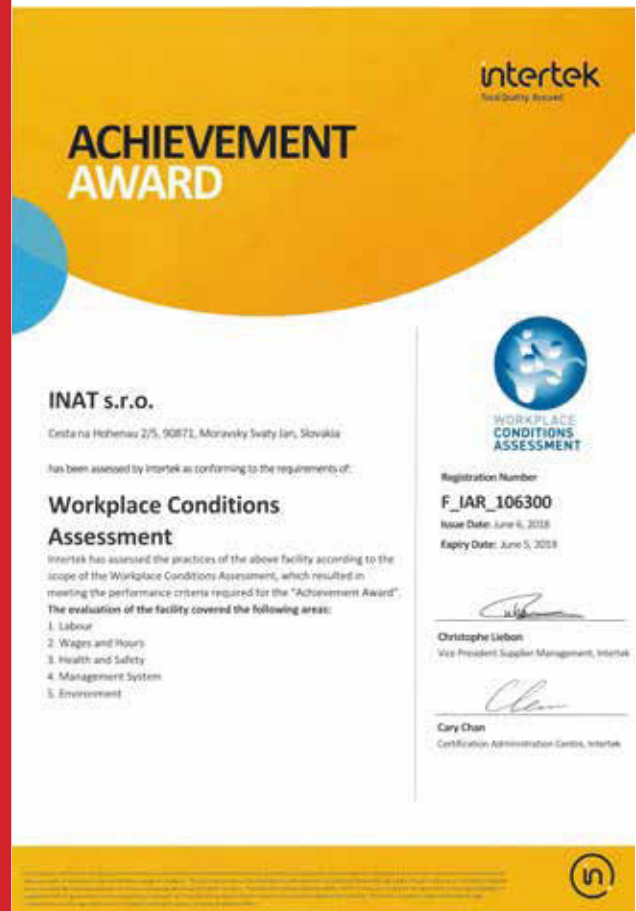 intertek
Total Quality. Assured.
ACHIEVEMENT
AWARD
INAT s.r.o.
Cesta na Hohenau 2/5, 90871, Moravsky Svaty Jan, Slovakia
has been assessed by Intertek as conforming to the requirements of:
Workplace Conditions
Assessment
Intertek has assessed the practices of the above facility according to the
scope of the Workplace Conditions Assessment, which resulted in
meeting the performance criteria required for the "Achievement Award".
The evaluation of the facility covered the following areas:
1. Labour
2. Wages and Hours
3. Health and Safety
4. Management System
5. Environment
WORKPLACE
CONDITIONS
ASSESSMENT
Registration Number
F_IAR_106300
Issue Date: June 6, 2018
Expiry Date: June 5, 2019
Christophe Liebon
Vice President Supplier Management, Intertek
Cary Chan
Certification Administration Centre, Intertek
in